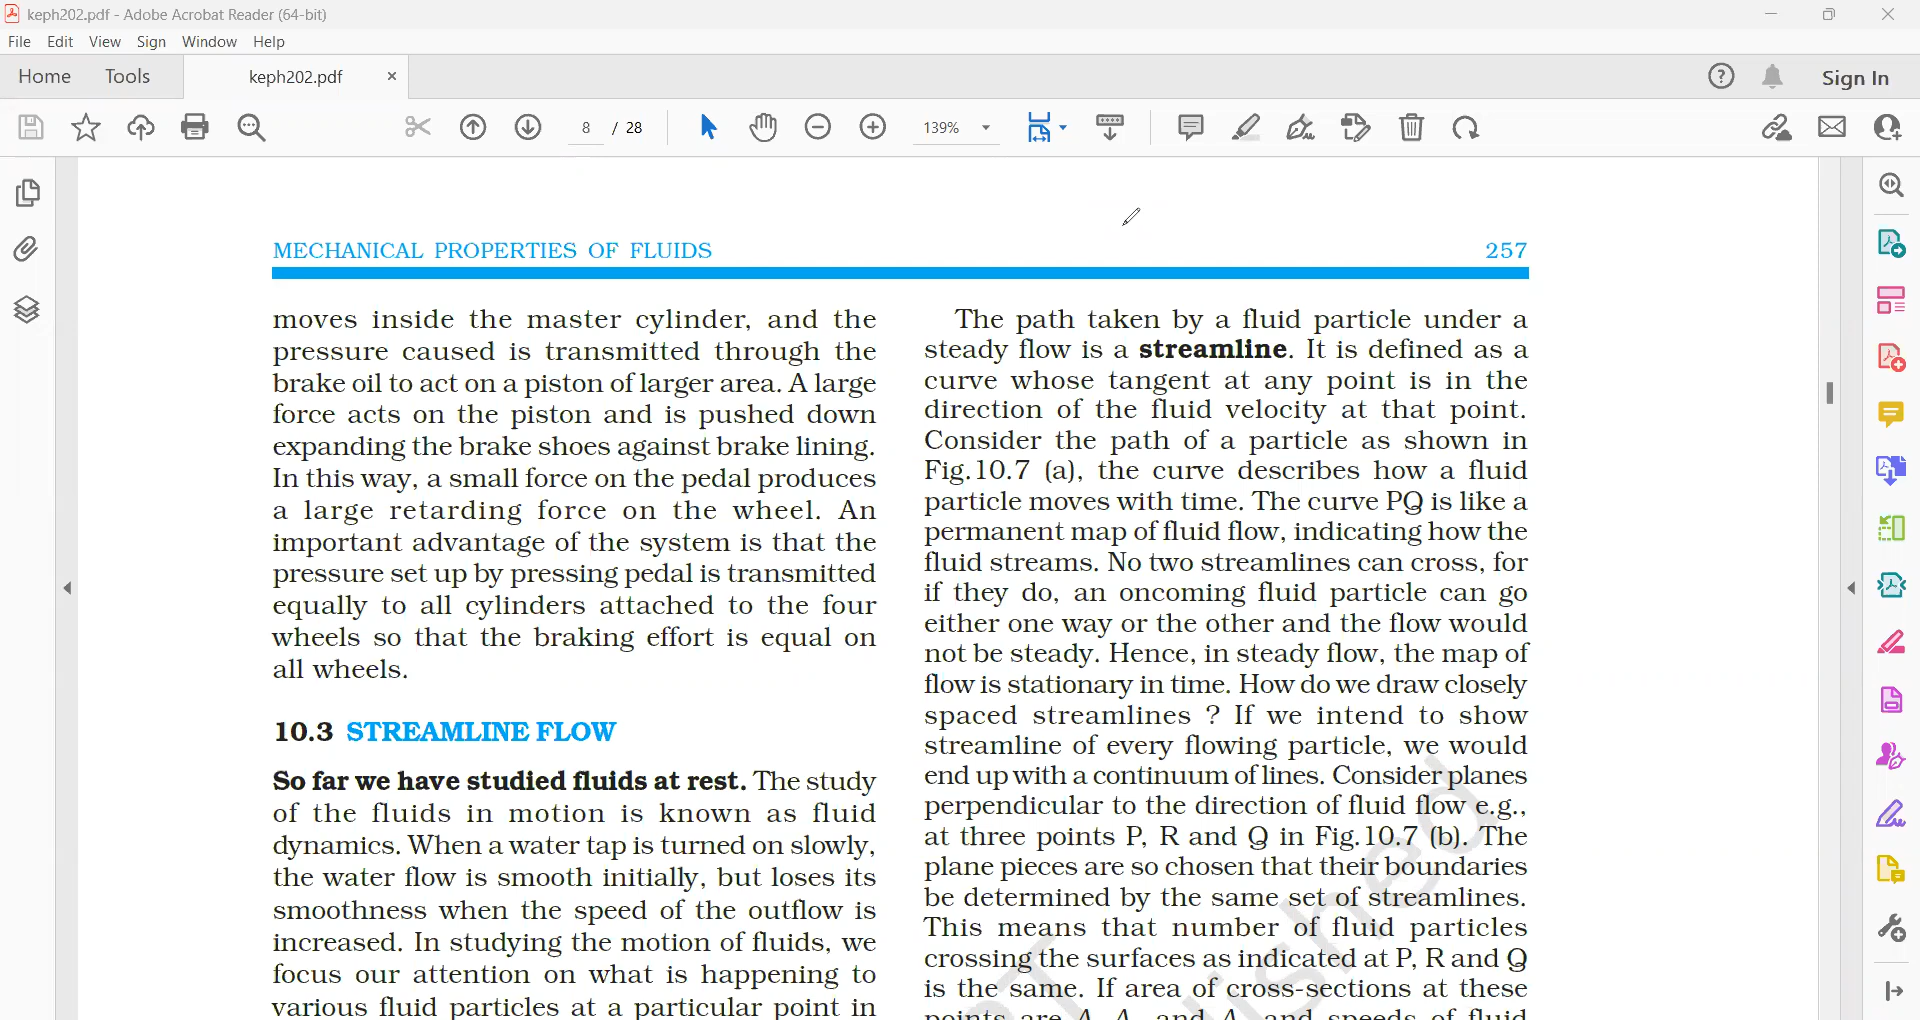 keph202.pdf - Adobe Acrobat Reader (64-bit)
File Edit View Sign Window Help
Home Tools keph202.pdf Sign In
8 / 28 139%
MECHANICAL PROPERTIES OF FLUIDS 257
moves inside the master cylinder, and the
pressure caused is transmitted through the
brake oil to act on a piston of larger area. A large
force acts on the piston and is pushed down
expanding the brake shoes against brake lining.
In this way, a small force on the pedal produces
a large retarding force on the wheel. An
important advantage of the system is that the
pressure set up by pressing pedal is transmitted
equally to all cylinders attached to the four
wheels so that the braking effort is equal on
all wheels.
10.3 STREAMLINE FLOW
So far we have studied fluids at rest. The study
of the fluids in motion is known as fluid
dynamics. When a water tap is turned on slowly,
the water flow is smooth initially, but loses its
smoothness when the speed of the outflow is
increased. In studying the motion of fluids, we
focus our attention on what is happening to
various fluid particles at a particular point in
The path taken by a fluid particle under a
steady flow is a streamline. It is defined as a
curve whose tangent at any point is in the
direction of the fluid velocity at that point.
Consider the path of a particle as shown in
Fig.10.7 (a), the curve describes how a fluid
particle moves with time. The curve PQ is like a
permanent map of fluid flow, indicating how the
fluid streams. No two streamlines can cross, for
if they do, an oncoming fluid particle can go
either one way or the other and the flow would
not be steady. Hence, in steady flow, the map of
flow is stationary in time. How do we draw closely
spaced streamlines ? If we intend to show
streamline of every flowing particle, we would
end up with a continuum of lines. Consider planes
perpendicular to the direction of fluid flow e.g.,
at three points P, R and Q in Fig.10.7 (b). The
plane pieces are so chosen that their boundaries
be determined by the same set of streamlines.
This means that number of fluid particles
crossing the surfaces as indicated at P, R and Q
is the same. If area of cross-sections at these
points are A A and A and speeds of fluid